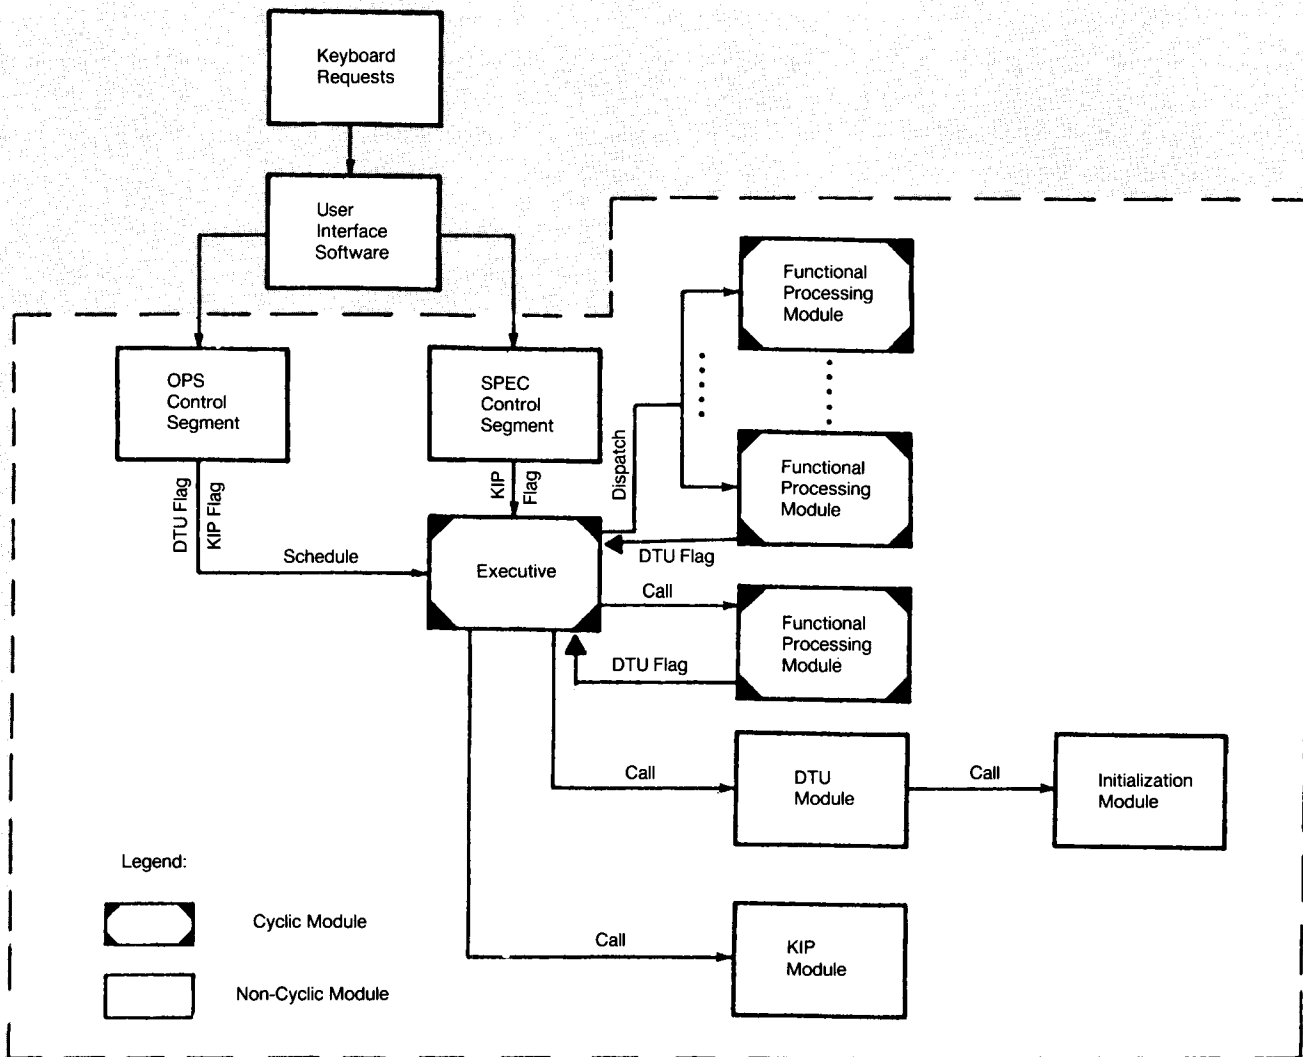 Keyboard
Requests
User
Interface
Software
Functional
Processing
Module
OPS
Control
Segment
SPEC
Control
Segment
Dispatch
Functional
Processing
Module
DTU Flag
KIP Flag
KIP
Flag
Schedule
Executive
DTU Flag
Call
Functional
Processing
Module
DTU Flag
Call
DTU
Module
Call
Initialization
Module
Legend:
Cyclic Module
Call
KIP
Module
Non-Cyclic Module